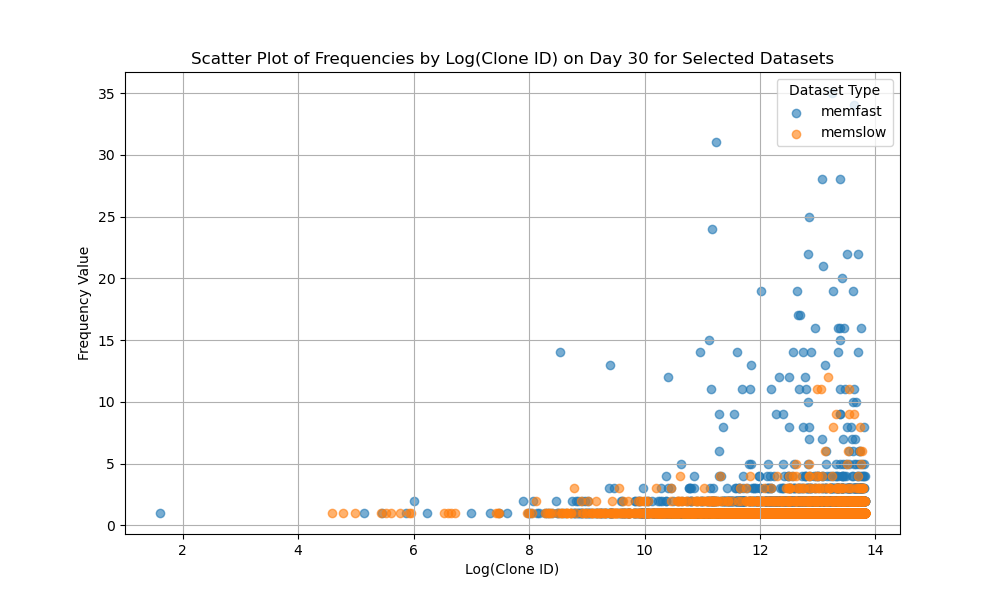 Scatter Plot of Frequencies by Log(Clone ID) on Day 30 for Selected Datasets
Dataset Type
memfast
memslow
Frequency Value
35
30
25
20
15
10
5
0
2
4
6
8
10
12
14
Log(Clone ID)